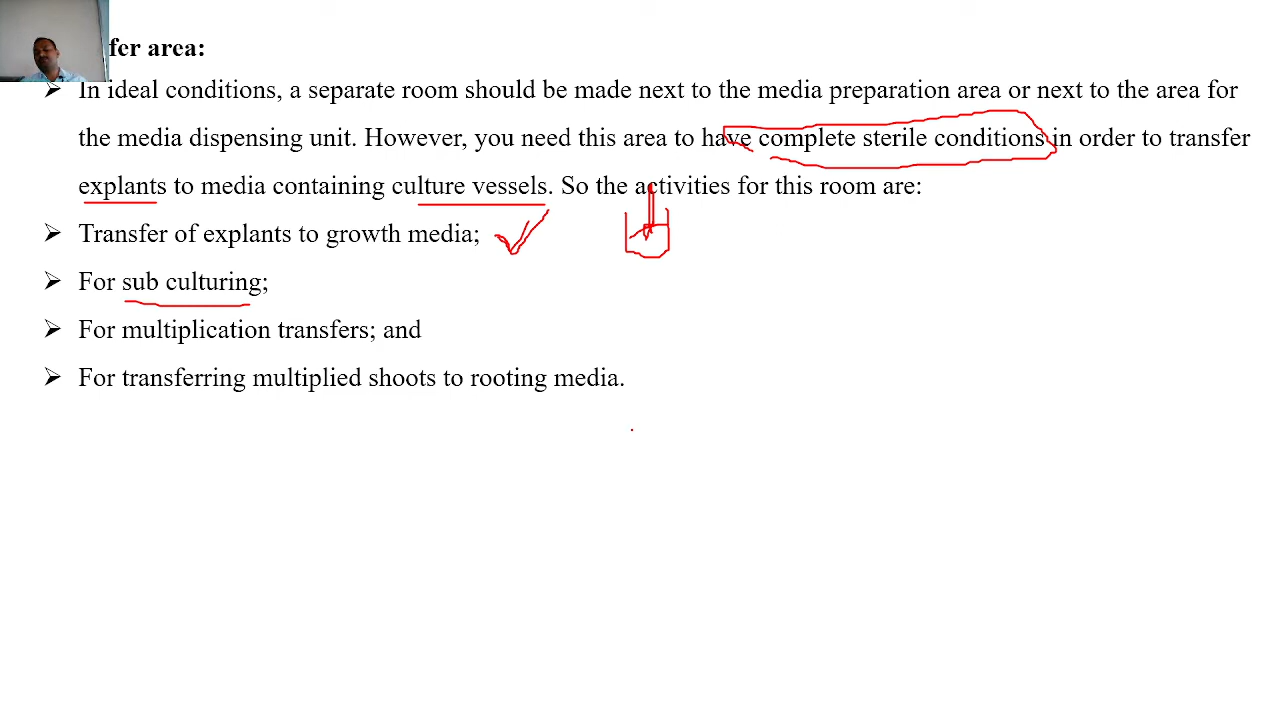 fer area:
In ideal conditions, a separate room should be made next to the media preparation area or next to the area for
the media dispensing unit. However, you need this area to have complete sterile conditions in order to transfer
explants to media containing culture vessels. So the activities for this room are:
Transfer of explants to growth media;
For sub culturing;
For multiplication transfers; and
For transferring multiplied shoots to rooting media.